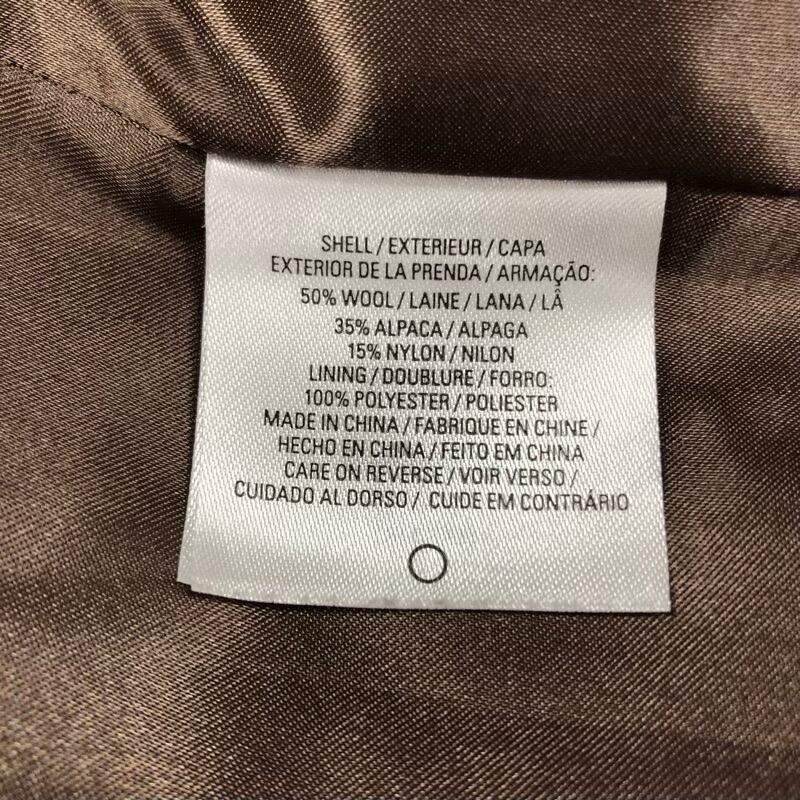 SHELL / EXTERIEUR / CAPA
EXTERIOR DE LA PRENDA / ARMAÇÃO:
50% WOOL / LAINE / LANA / LÂ
35% ALPACA / ALPAGA
15% NYLON / NILON
LINING / DOUBLURE / FORRO:
100% POLYESTER / POLIESTER
MADE IN CHINA / FABRIQUE EN CHINE /
HECHO EN CHINA / FEITO EM CHINA
CARE ON REVERSE / VOIR VERSO /
CUIDADO AL DORSO / CUIDE EM CONTRÁRIO